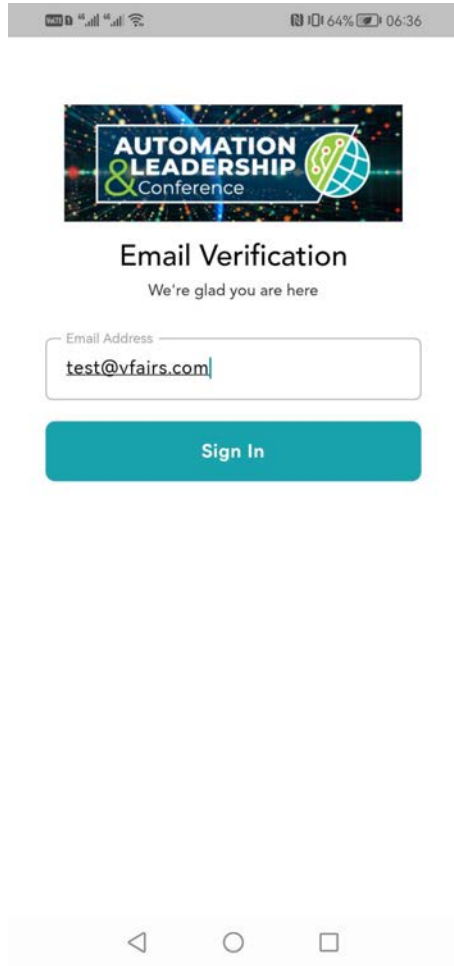 64% 06:36
AUTOMATION
& LEADERSHIP
Conference
Email Verification
We're glad you are here
Email Address
test@vfairs.com
Sign In